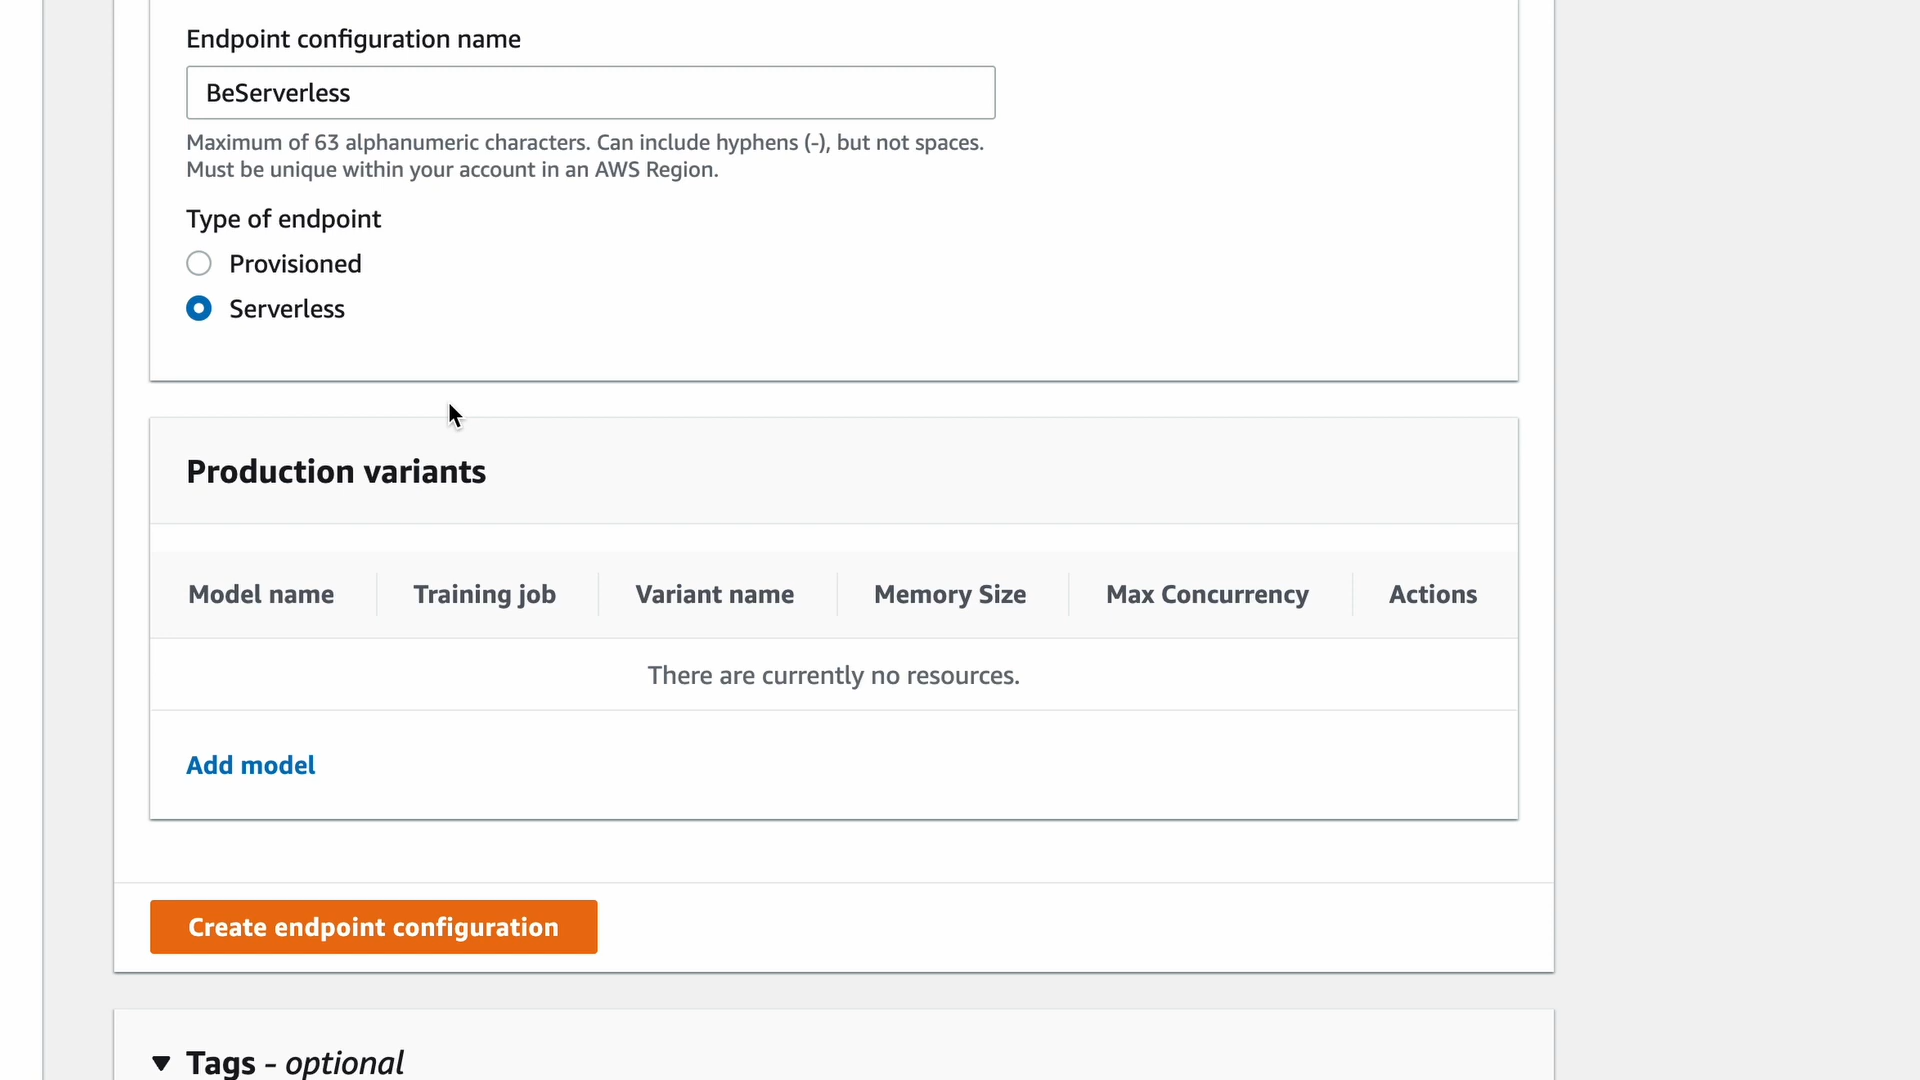 Endpoint configuration name
BeServerless
Maximum of 63 alphanumeric characters. Can include hyphens (-), but not spaces.
Must be unique within your account in an AWS Region.
Type of endpoint
Provisioned
Serverless
Production variants
Model name Training job Variant name Memory Size Max Concurrency Actions
There are currently no resources.
Add model
Create endpoint configuration
Tags - optional